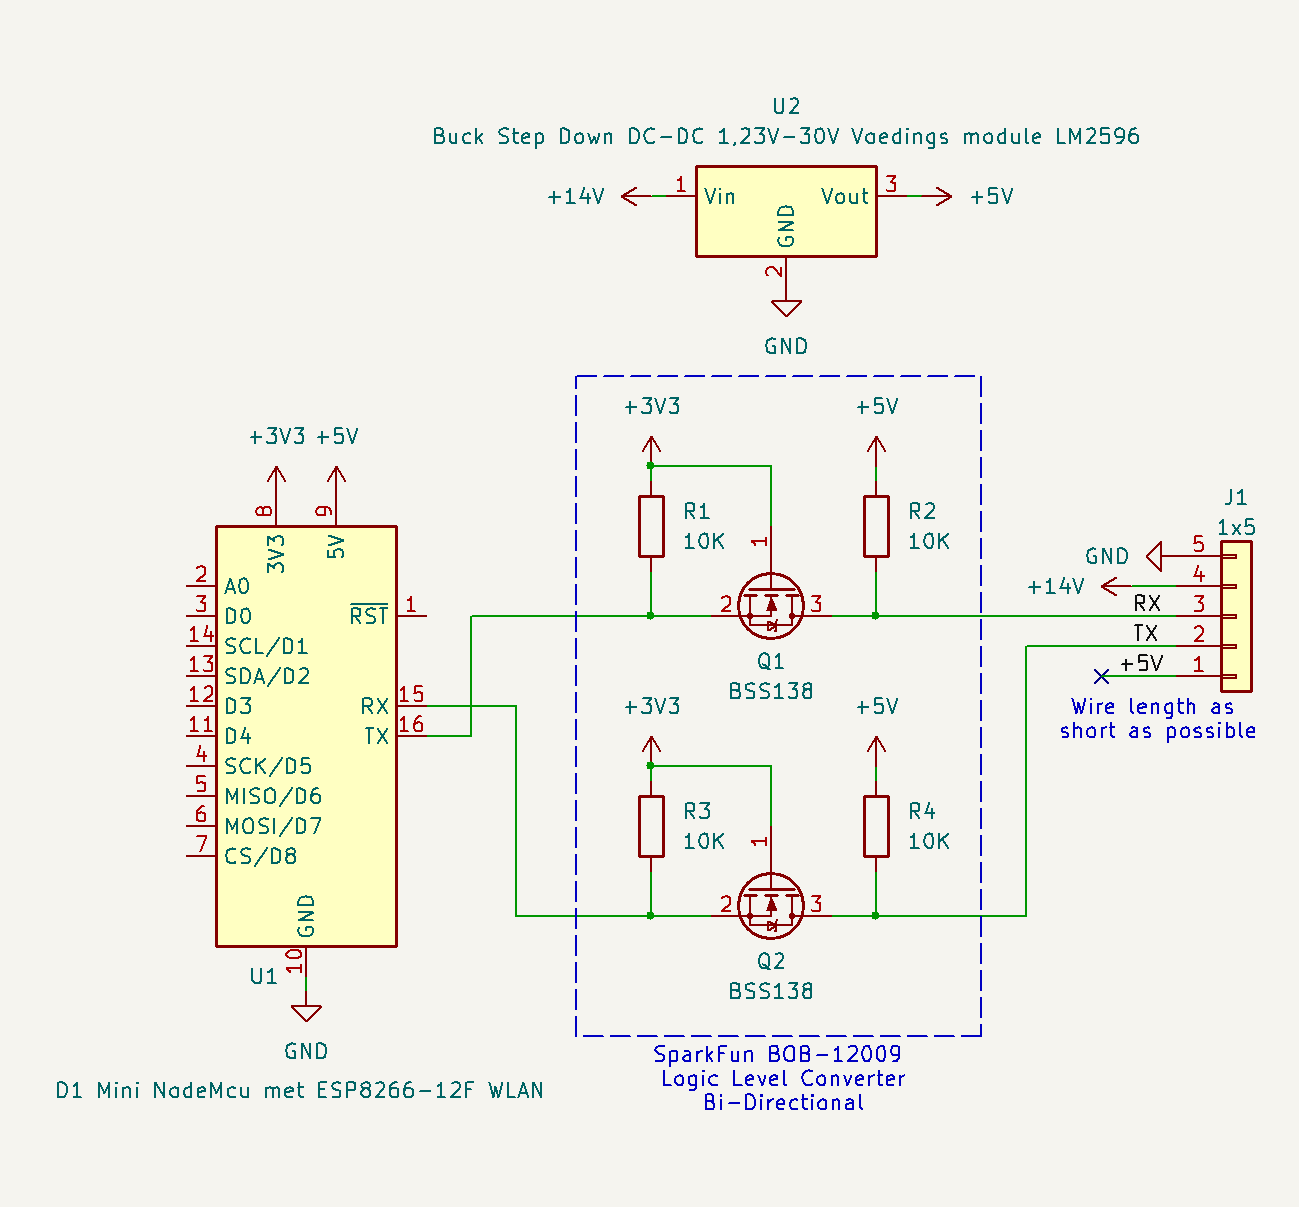 U2
Buck Step Down DC-DC 1,23V-30V Voedings module LM2596
+14V
1
Vin
Vout
3
+5V
GND
2
GND
+3V3
+5V
8
9
3V3
5V
2
A0
3
D0
RST
1
14
SCL/D1
13
SDA/D2
12
D3
RX
15
11
D4
TX
16
4
SCK/D5
5
MISO/D6
6
MOSI/D7
7
CS/D8
GND
10
U1
GND
D1 Mini NodeMcu met ESP8266-12F WLAN
+3V3
+5V
R1
10K
R2
10K
1
2
3
Q1
BSS138
+3V3
+5V
R3
10K
R4
10K
1
2
3
Q2
BSS138
SparkFun BOB-12009
Logic Level Converter
Bi-Directional
J1
1x5
GND
5
+14V
4
RX
3
TX
2
+5V
1
Wire length as
short as possible